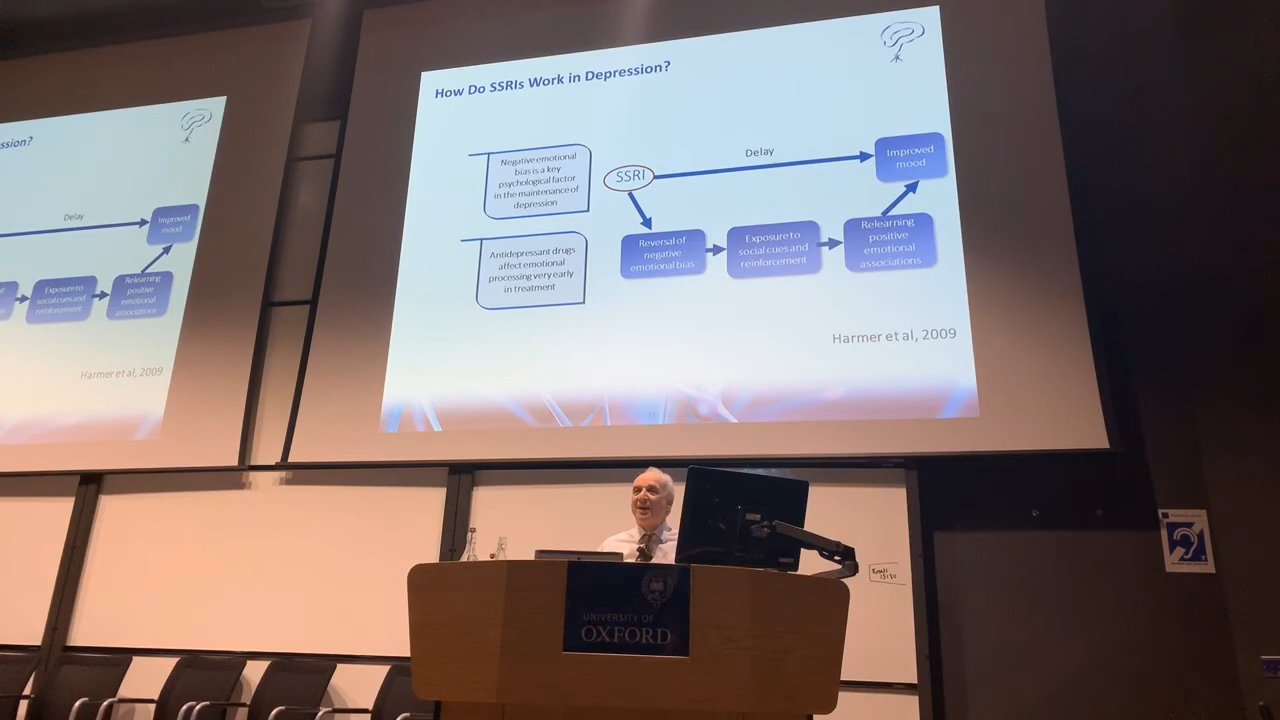 How Do SSRIs Work in Depression?
Negative emotional
bias is a key
psychological factor
in the maintenance of
depression
SSRI
Delay
Improved
mood
Antidepressant drugs
affect emotional
processing very early
in treatment
Reversal of
negative
emotional bias
Exposure to
social cues and
reinforcement
Relearning
positive
emotional
associations
Harmer et al, 2009
ssion?
Delay
Improved
mood
Exposure to
social cues and
reinforcement
Relearning
positive
emotional
associations
Harmer et al, 2009
UNIVERSITY OF
OXFORD